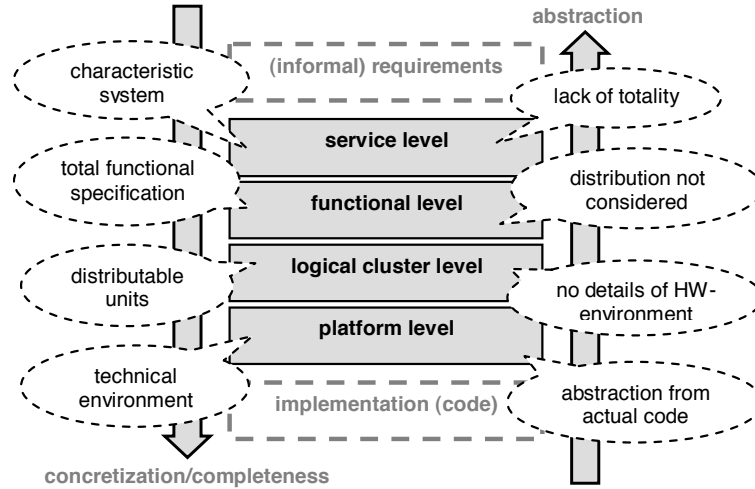 abstraction
(informal) requirements
characteristic
system
lack of totality
service level
total functional
specification
functional level
distribution not
considered
logical cluster level
distributable
units
no details of HW-
environment
platform level
technical
environment
implementation (code)
abstraction from
actual code
concretization/completeness